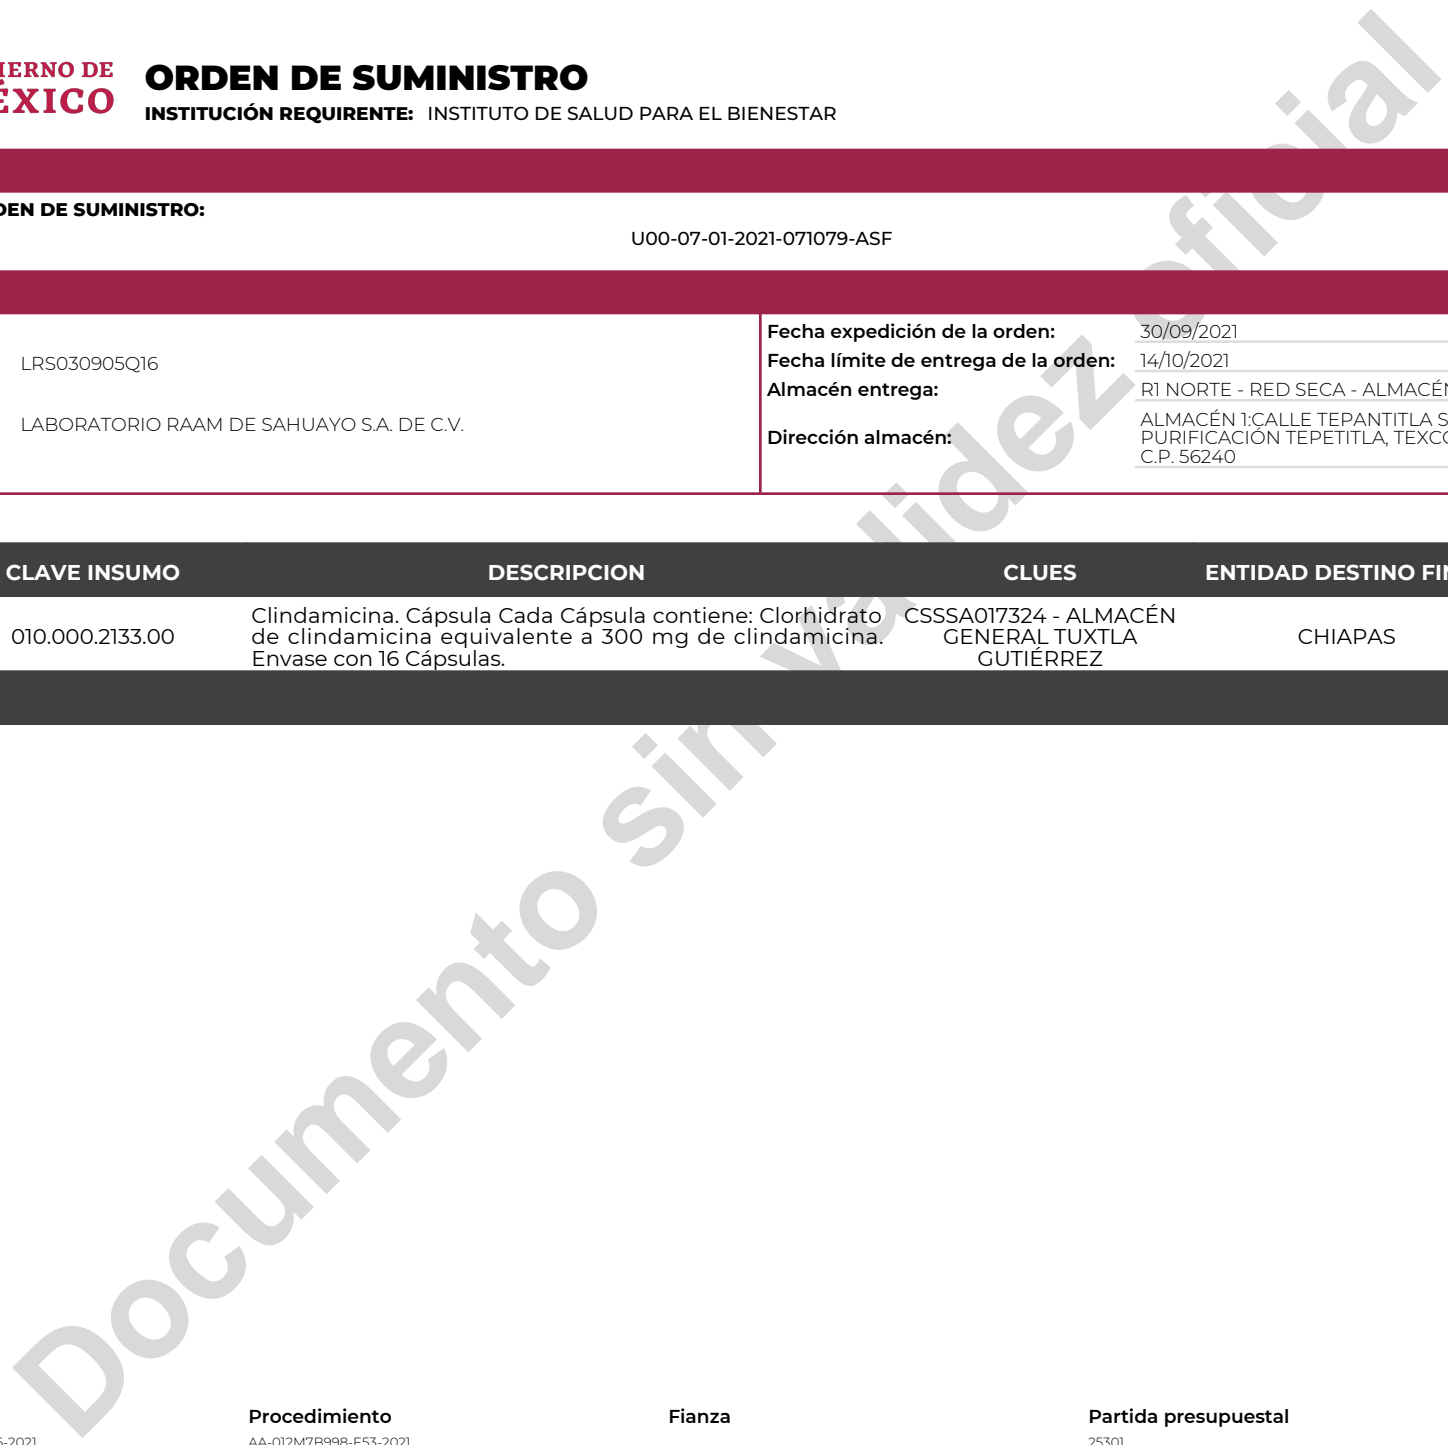 ORDEN DE SUMINISTRO
INSTITUCIÓN REQUIRENTE: INSTITUTO DE SALUD PARA EL BIENESTAR
IERNO DE
ÉXICO
DEN DE SUMINISTRO:
U00-07-01-2021-071079-ASF
LRS030905Q16
LABORATORIO RAAM DE SAHUAYO S.A. DE C.V.
Fecha expedición de la orden: 30/09/2021
Fecha límite de entrega de la orden: 14/10/2021
Almacén entrega: R1 NORTE - RED SECA - ALMACÉN
Dirección almacén: ALMACÉN 1:CALLE TEPANTITLA S
PURIFICACIÓN TEPETITLA, TEXCO
C.P. 56240
CLAVE INSUMO DESCRIPCION CLUES ENTIDAD DESTINO FIN
010.000.2133.00
Clindamicina. Cápsula Cada Cápsula contiene: Clorhidrato
de clindamicina equivalente a 300 mg de clindamicina.
Envase con 16 Cápsulas.
CSSSA017324 - ALMACÉN
GENERAL TUXTLA
GUTIÉRREZ
CHIAPAS
Documento sin validez oficial
Procedimiento Fianza Partida presupuestal
-2021 AA-012M7B998-E53-2021 25301